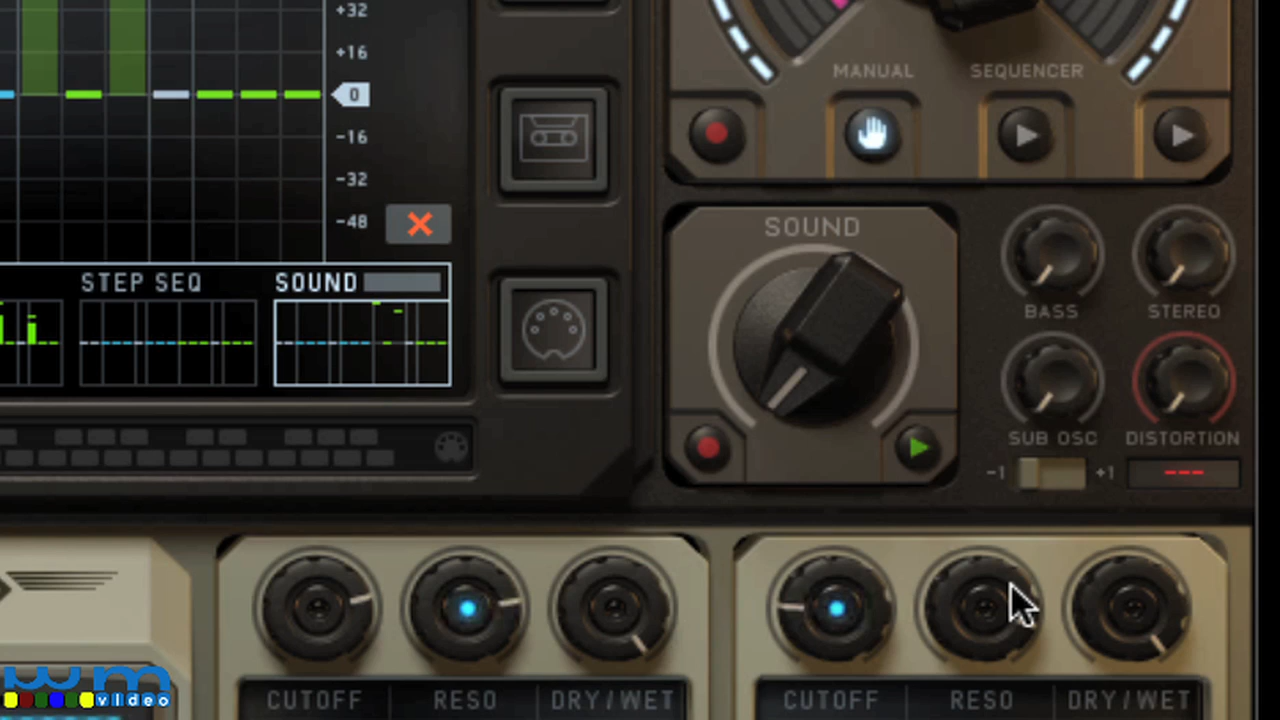 +32
+16
0
-16
-32
-48
MANUAL SEQUENCER
SOUND
STEP SEQ SOUND
BASS STEREO
SUB OSC DISTORTION
-1 +1 ---
CUTOFF RESO DRY/WET CUTOFF RESO DRY/WET
wm
video